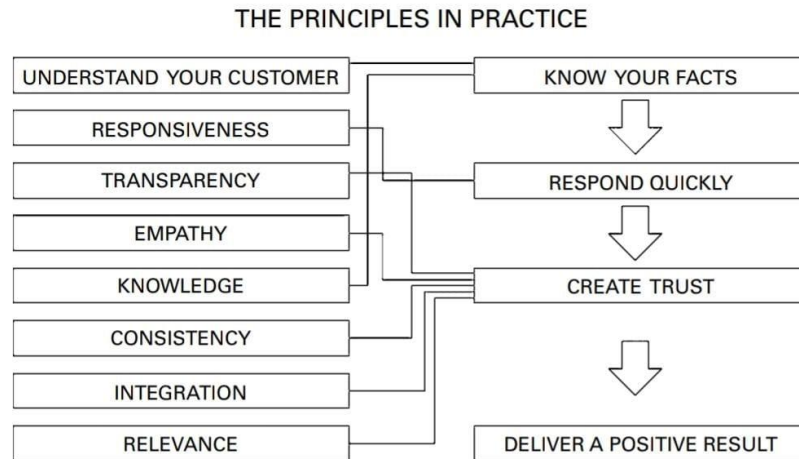 THE PRINCIPLES IN PRACTICE
UNDERSTAND YOUR CUSTOMER
RESPONSIVENESS
TRANSPARENCY
EMPATHY
KNOWLEDGE
CONSISTENCY
INTEGRATION
RELEVANCE
KNOW YOUR FACTS
RESPOND QUICKLY
CREATE TRUST
DELIVER A POSITIVE RESULT